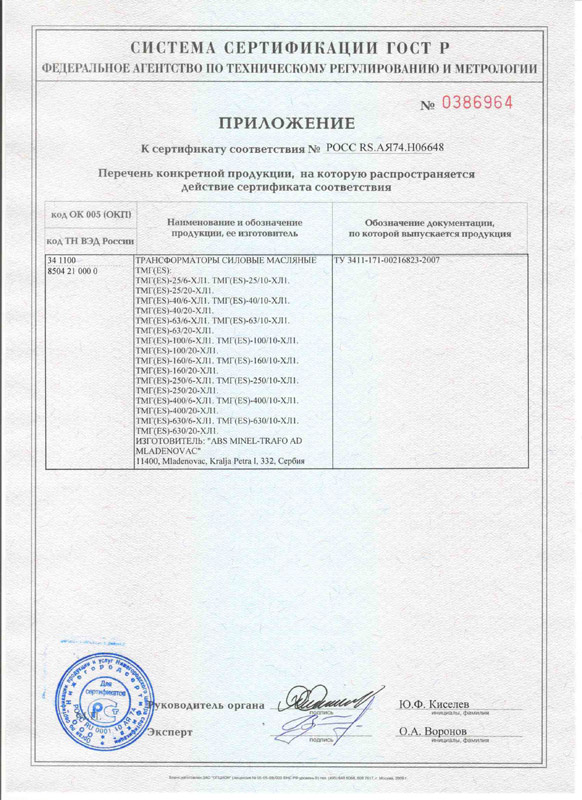 СИСТЕМА СЕРТИФИКАЦИИ ГОСТ Р
ФЕДЕРАЛЬНОЕ АГЕНТСТВО ПО ТЕХНИЧЕСКОМУ РЕГУЛИРОВАНИЮ И МЕТРОЛОГИИ
№ 0386964
ПРИЛОЖЕНИЕ
К сертификату соответствия № РОСС RS.АЯ74.Н06648
Перечень конкретной продукции, на которую распространяется
действие сертификата соответствия
код ОК 005 (ОКП)
код ТН ВЭД России
Наименование и обозначение
продукции, ее изготовитель
Обозначение документации,
по которой выпускается продукция
34 1100
8504 21 000 0
ТРАНСФОРМАТОРЫ СИЛОВЫЕ МАСЛЯНЫЕ
ТМГ(ES):
ТМГ(ES)-25/6-ХЛ1. ТМГ(ES)-25/10-ХЛ1.
ТМГ(ES)-25/20-ХЛ1.
ТМГ(ES)-40/6-ХЛ1. ТМГ(ES)-40/10-ХЛ1.
ТМГ(ES)-40/20-ХЛ1.
ТМГ(ES)-63/6-ХЛ1. ТМГ(ES)-63/10-ХЛ1.
ТМГ(ES)-63/20-ХЛ1.
ТМГ(ES)-100/6-ХЛ1. ТМГ(ES)-100/10-ХЛ1.
ТМГ(ES)-100/20-ХЛ1.
ТМГ(ES)-160/6-ХЛ1. ТМГ(ES)-160/10-ХЛ1.
ТМГ(ES)-160/20-ХЛ1.
ТМГ(ES)-250/6-ХЛ1. ТМГ(ES)-250/10-ХЛ1.
ТМГ(ES)-250/20-ХЛ1.
ТМГ(ES)-400/6-ХЛ1. ТМГ(ES)-400/10-ХЛ1.
ТМГ(ES)-400/20-ХЛ1.
ТМГ(ES)-630/6-ХЛ1. ТМГ(ES)-630/10-ХЛ1.
ТМГ(ES)-630/20-ХЛ1.
ИЗГОТОВИТЕЛЬ: "ABS MINEL-TRAFO AD
MLADENOVAC"
11400, Mladenovac, Kralja Petra I, 332, Сербия
ТУ 3411-171-00216823-2007
Для
сертификатов
Руководитель органа
подпись
Ю.Ф. Киселев
инициалы, фамилия
Эксперт
подпись
О.А. Воронов
инициалы, фамилия